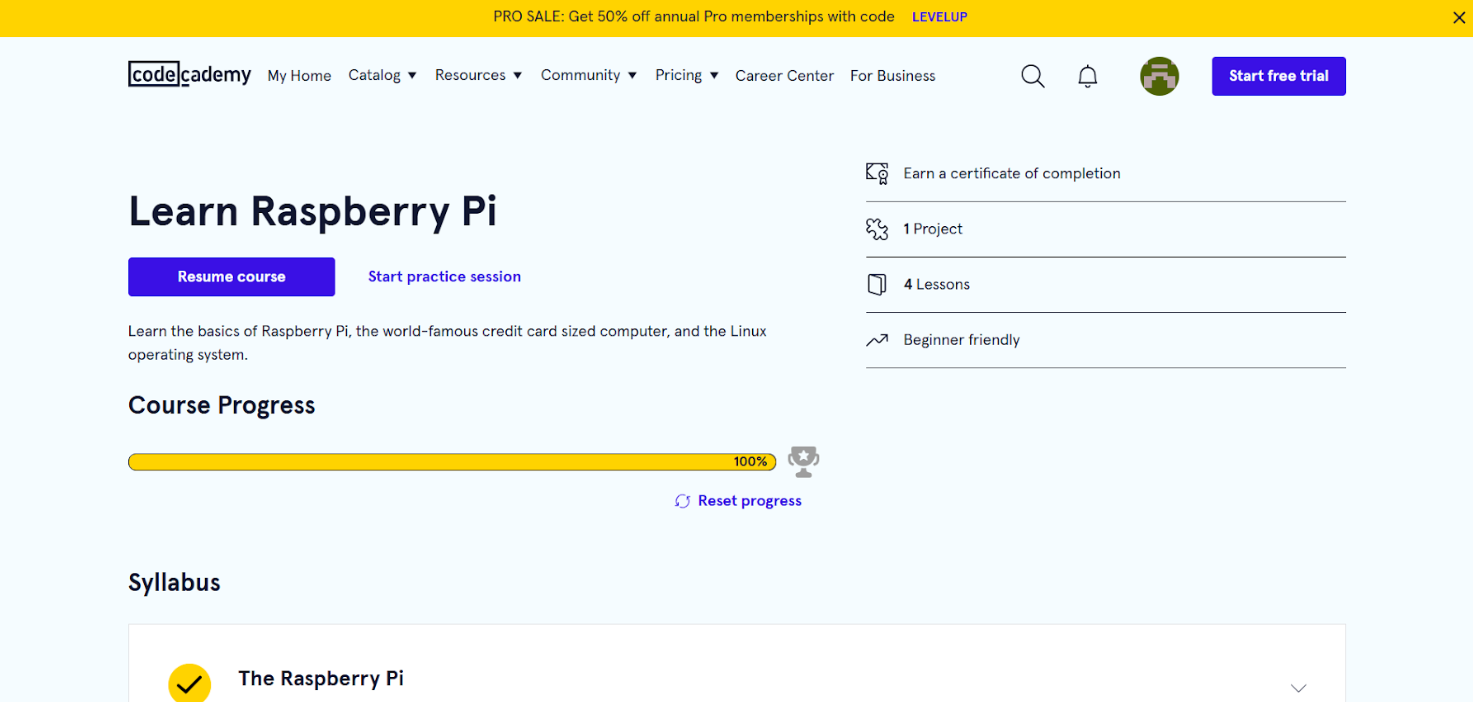 PRO SALE: Get 50% off annual Pro memberships with code LEVELUP
codecademy My Home Catalog Resources Community Pricing Career Center For Business Start free trial
Learn Raspberry Pi
Resume course Start practice session
Learn the basics of Raspberry Pi, the world-famous credit card sized computer, and the Linux
operating system.
Earn a certificate of completion
1 Project
4 Lessons
Beginner friendly
Course Progress
100%
Reset progress
Syllabus
The Raspberry Pi